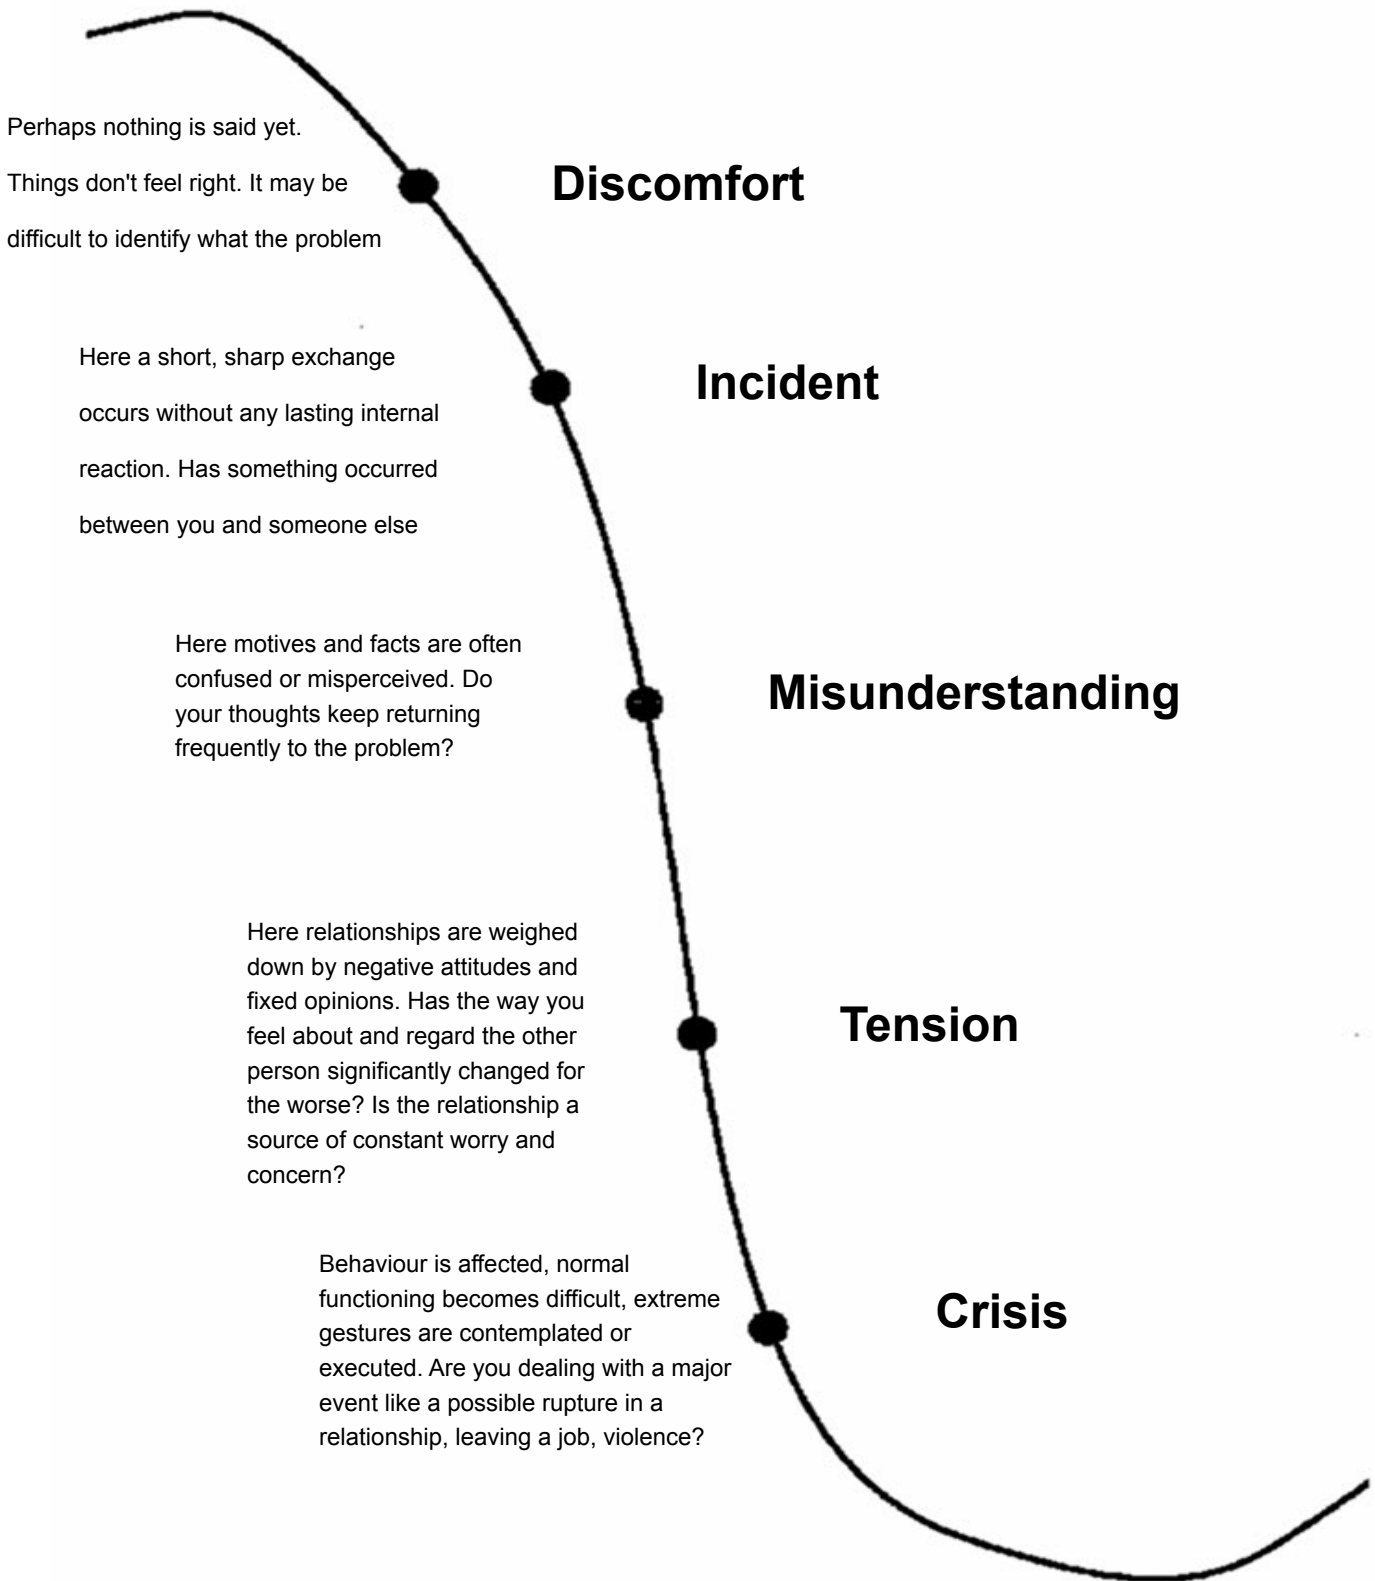 Perhaps nothing is said yet.
Things don't feel right. It may be
difficult to identify what the problem
Discomfort
Here a short, sharp exchange
occurs without any lasting internal
reaction. Has something occurred
between you and someone else
Incident
Here motives and facts are often
confused or misperceived. Do
your thoughts keep returning
frequently to the problem?
Misunderstanding
Here relationships are weighed
down by negative attitudes and
fixed opinions. Has the way you
feel about and regard the other
person significantly changed for
the worse? Is the relationship a
source of constant worry and
concern?
Tension
Behaviour is affected, normal
functioning becomes difficult, extreme
gestures are contemplated or
executed. Are you dealing with a major
event like a possible rupture in a
relationship, leaving a job, violence?
Crisis